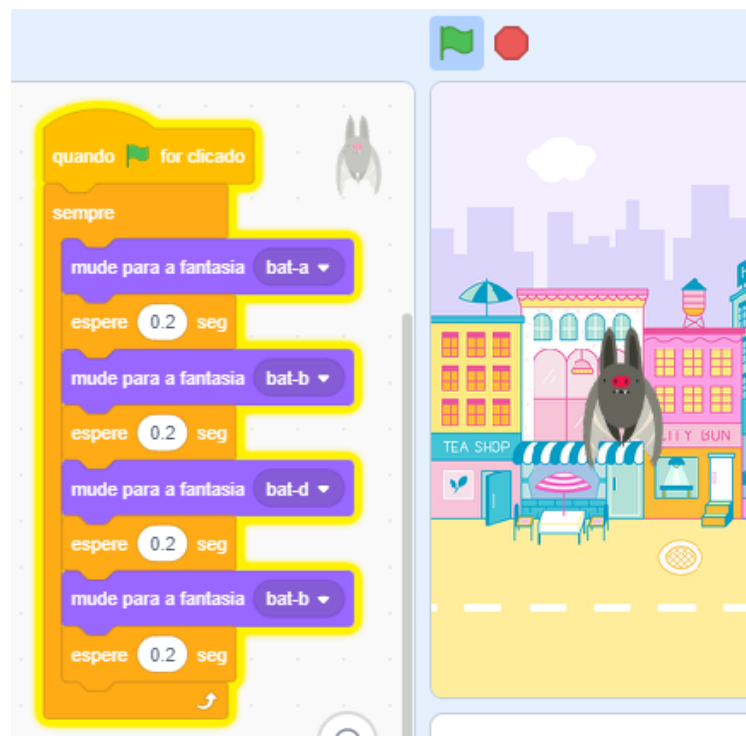 quando for clicado
sempre
mude para a fantasia bat-a
espere 0.2 seg
mude para a fantasia bat-b
espere 0.2 seg
mude para a fantasia bat-d
espere 0.2 seg
mude para a fantasia bat-b
espere 0.2 seg
TEA SHOP
CITY BUN